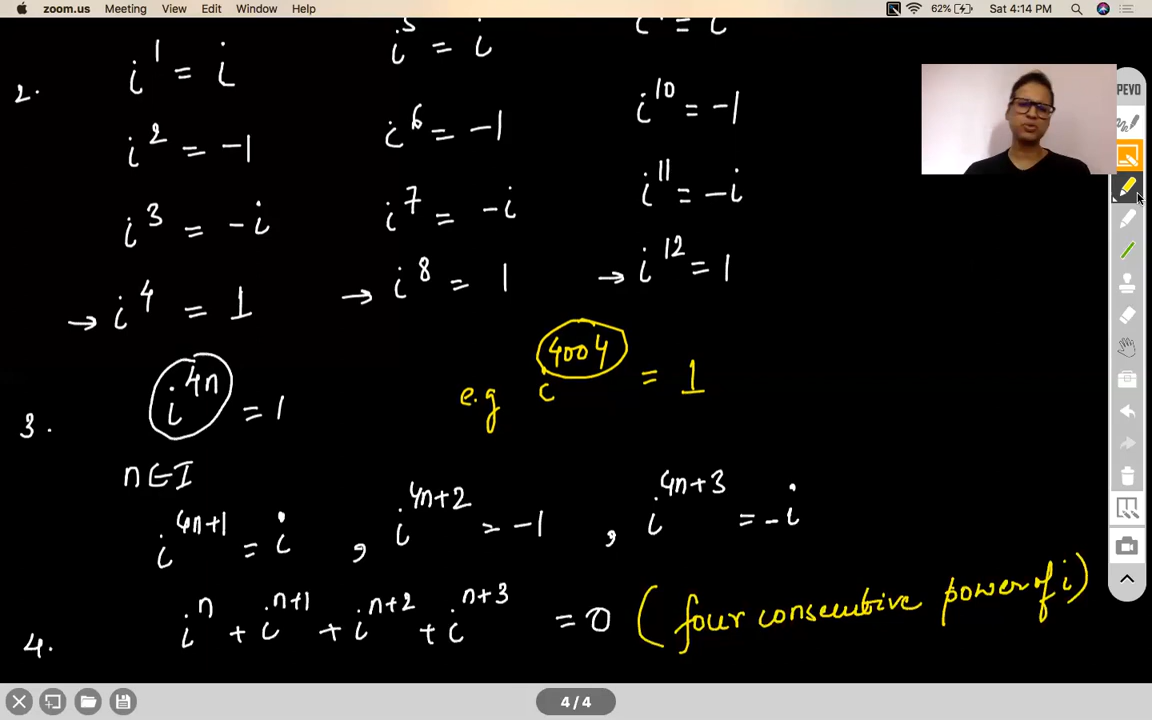 zoom.us Meeting View Edit Window Help 62% Sat 4:14 PM
PEVO
2. i^1 = i i^5 = i
i^2 = -1 i^6 = -1 i^10 = -1
i^3 = -i i^7 = -i i^11 = -i
→ i^4 = 1 → i^8 = 1 → i^12 = 1
3. i^4n = 1 e.g i^4004 = 1
n∈I
i^4n+1 = i , i^4n+2 = -1 , i^4n+3 = -i
4. i^n + i^n+1 + i^n+2 + i^n+3 = 0 (four consecutive power of i)
4/4